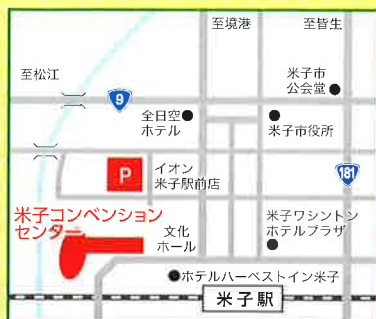 至境港
至皆生
至松江
米子市
公会堂
9
全日空
ホテル
米子市役所
P
イオン
米子駅前店
181
米子コンベンション
センター
文化
ホール
米子ワシントン
ホテルプラザ
ホテルハーベストイン米子
米子駅